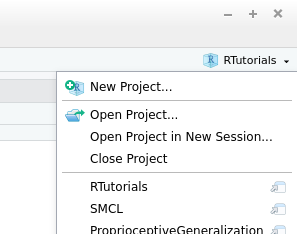 RTutorials
New Project...
Open Project...
Open Project in New Session...
Close Project
RTutorials
SMCL
ProprioceptiveGeneralization